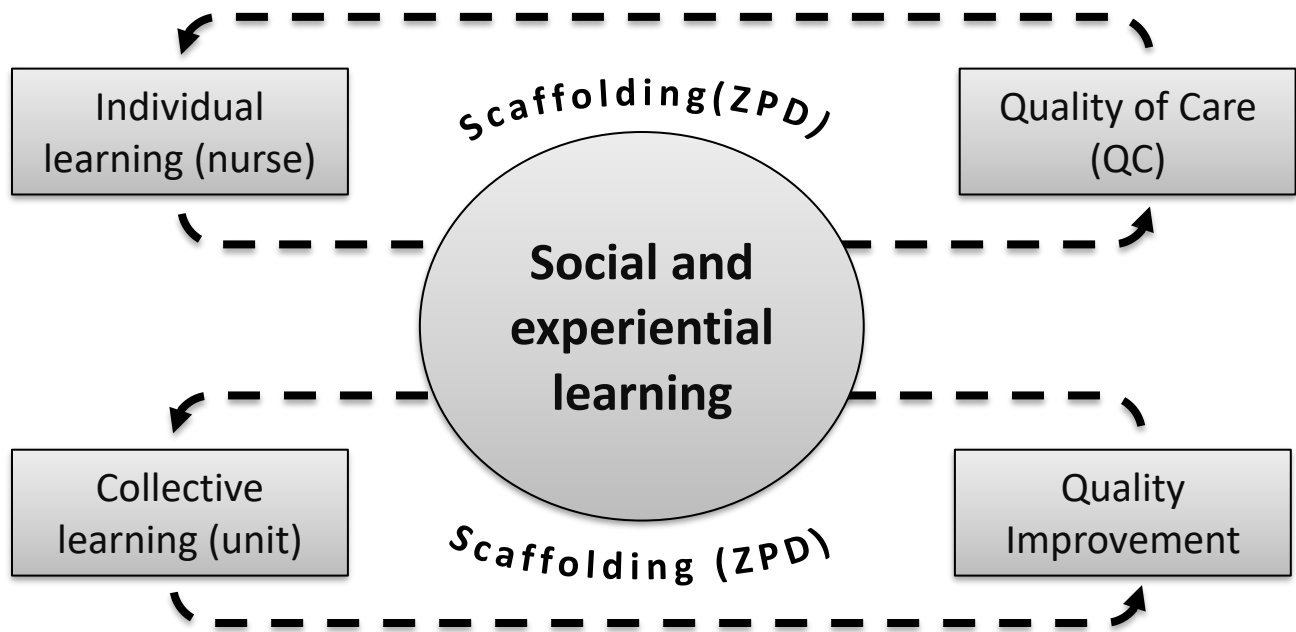 Individual
learning (nurse)
Scaffolding(ZPD)
Quality of Care
(QC)
Social and
experiential
learning
Collective
learning (unit)
Scaffolding (ZPD)
Quality
Improvement